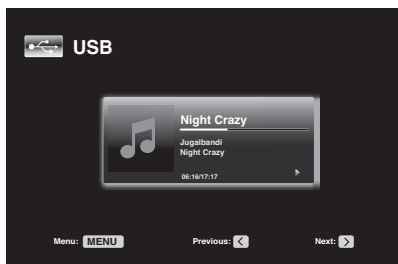 USB
Night Crazy
Jugalbandi
Night Crazy
06:16/17:17
Menu: MENU Previous: < Next: >